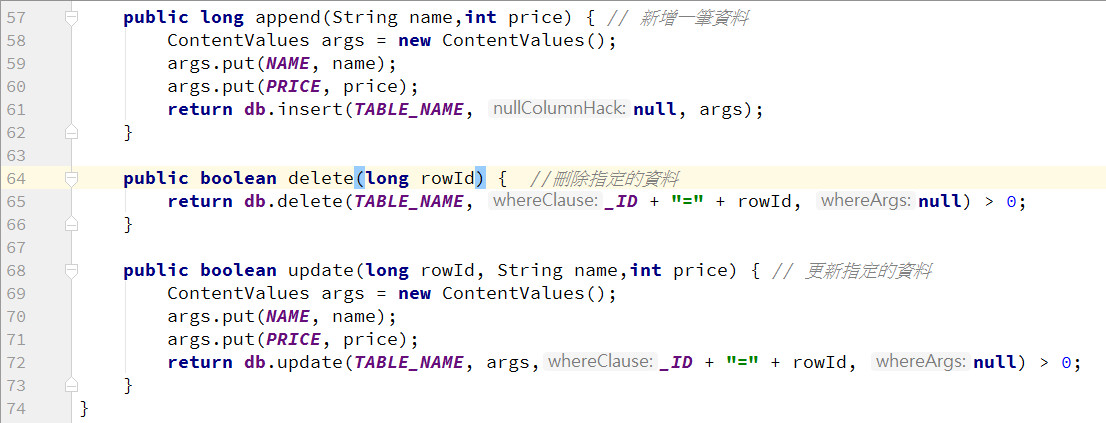 57 public long append(String name,int price) { // 新增一筆資料
58 ContentValues args = new ContentValues();
59 args.put(NAME, name);
60 args.put(PRICE, price);
61 return db.insert(TABLE_NAME, nullColumnHack: null, args);
62 }
63
64 public boolean delete(long rowId) { //刪除指定的資料
65 return db.delete(TABLE_NAME, whereClause: _ID + "=" + rowId, whereArgs: null) > 0;
66 }
67
68 public boolean update(long rowId, String name,int price) { // 更新指定的資料
69 ContentValues args = new ContentValues();
70 args.put(NAME, name);
71 args.put(PRICE, price);
72 return db.update(TABLE_NAME, args, whereClause: _ID + "=" + rowId, whereArgs: null) > 0;
73 }
74 }